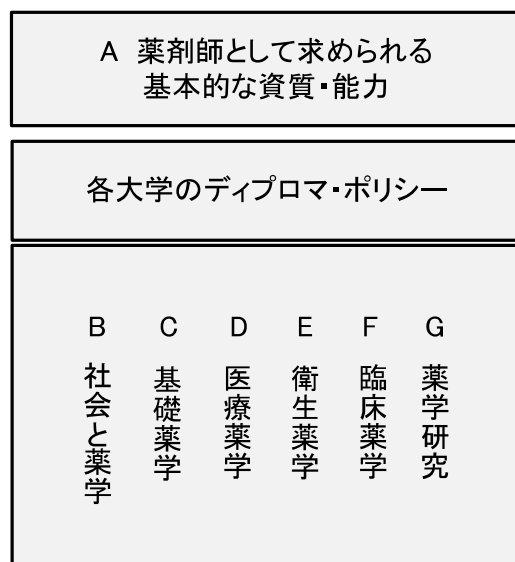 A 薬剤師として求められる
基本的な資質・能力
各大学のディプロマ・ポリシー
B 社会と薬学
C 基礎薬学
D 医療薬学
E 衛生薬学
F 臨床薬学
G 薬学研究